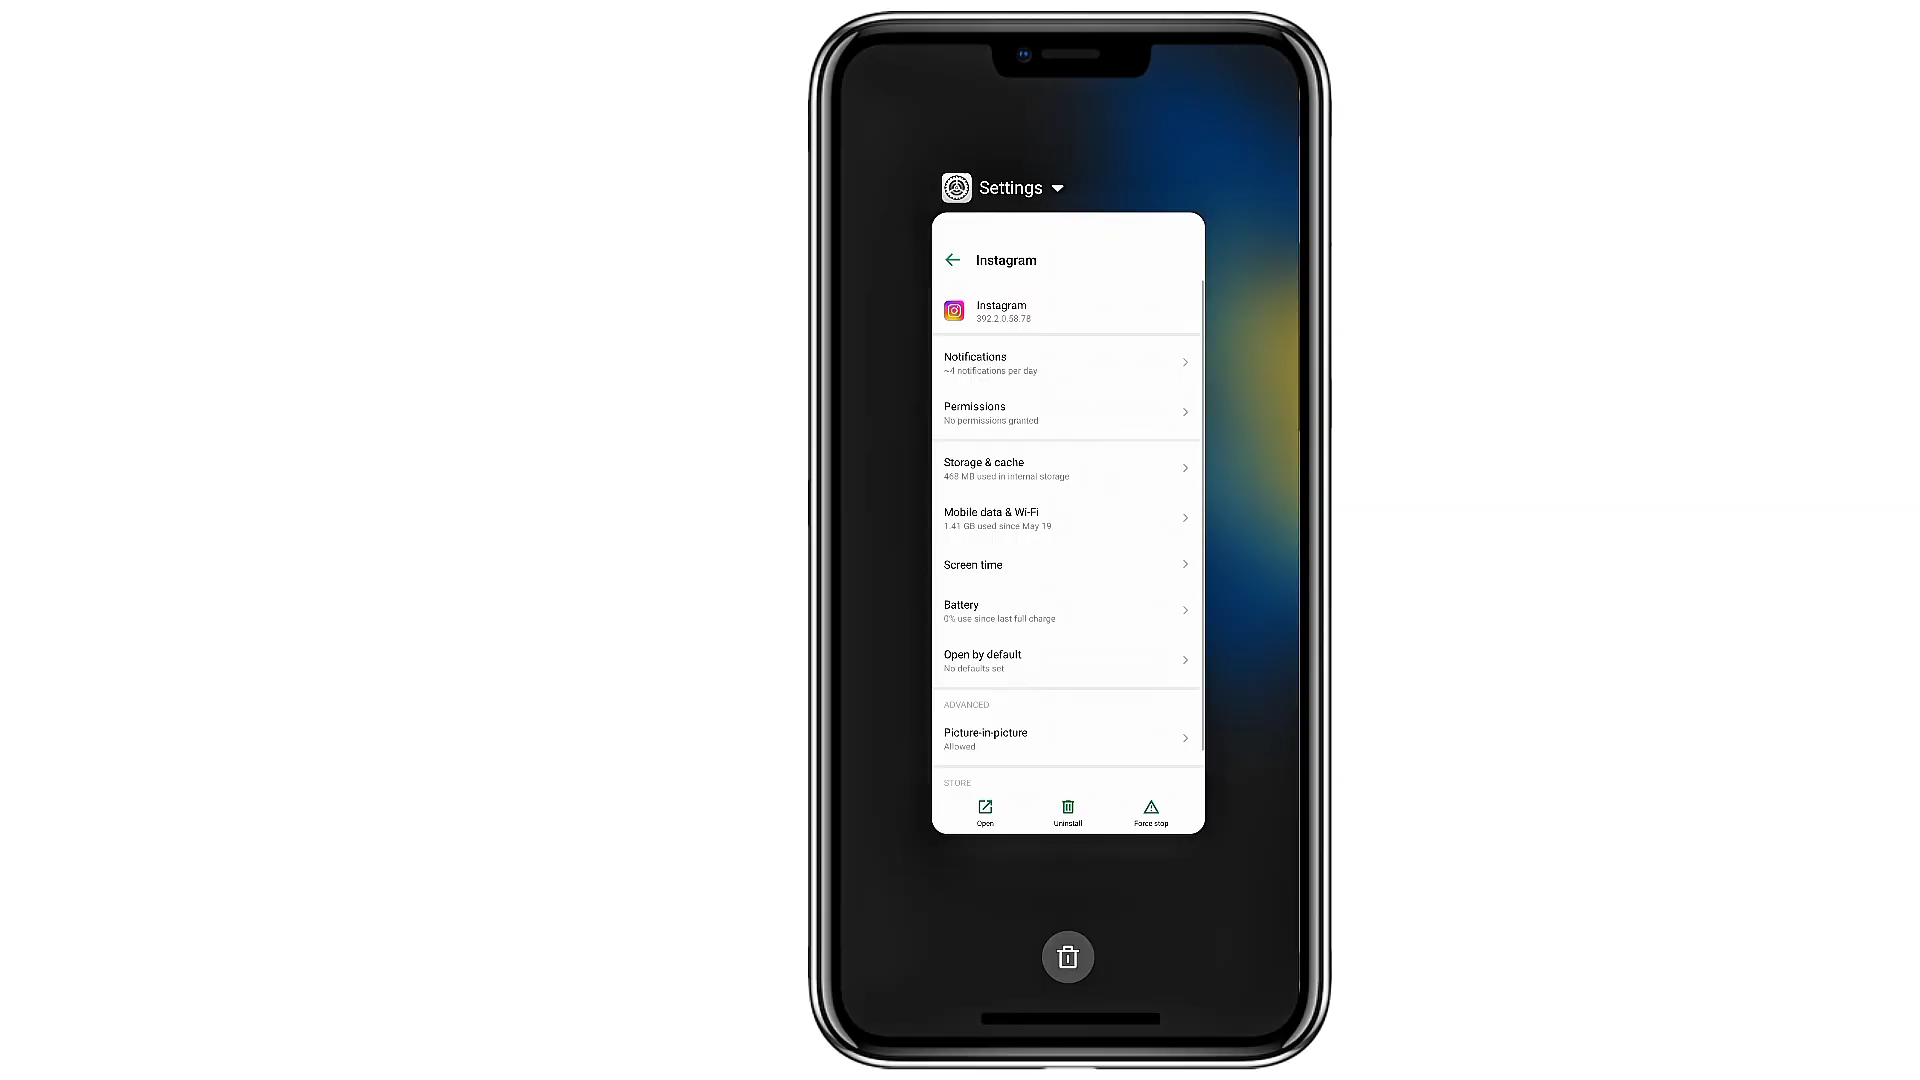 Settings
Instagram
Instagram
392.2.0.58.78
Notifications
~4 notifications per day
Permissions
No permissions granted
Storage & cache
468 MB used in internal storage
Mobile data & Wi-Fi
1.41 GB used since May 19
Screen time
Battery
0% use since last full charge
Open by default
No defaults set
ADVANCED
Picture-in-picture
Allowed
STORE
Open
Uninstall
Force stop